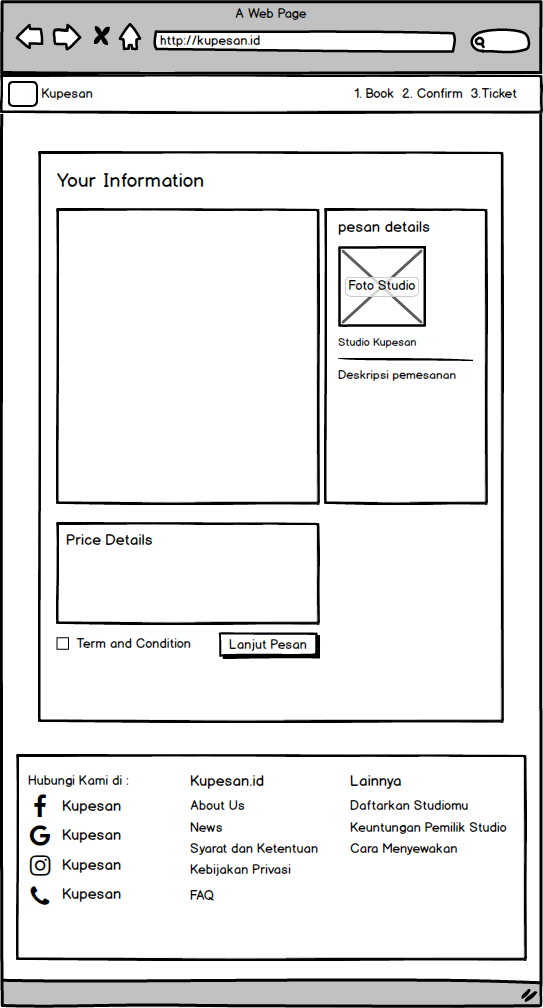 A Web Page
http://kupesan.id
Kupesan 1. Book 2. Confirm 3.Ticket
Your Information
pesan details
Foto Studio
Studio Kupesan
Deskripsi pemesanan
Price Details
Term and Condition
Lanjut Pesan
Hubungi Kami di :
Kupesan
Kupesan
Kupesan
Kupesan
Kupesan.id
About Us
News
Syarat dan Ketentuan
Kebijakan Privasi
FAQ
Lainnya
Daftarkan Studiomu
Keuntungan Pemilik Studio
Cara Menyewakan